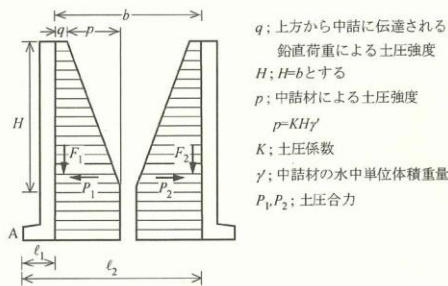 b
q
p
H
F₁
F₂
P₁
P₂
A
ℓ₁
ℓ₂
q ; 上方から中詰に伝達される
鉛直荷重による土圧強度
H ; H=bとする
p ; 中詰材による土圧強度
p=KHγ'
K ; 土圧係数
γ' ; 中詰材の水中単位体積重量
P₁,P₂ ; 土圧合力